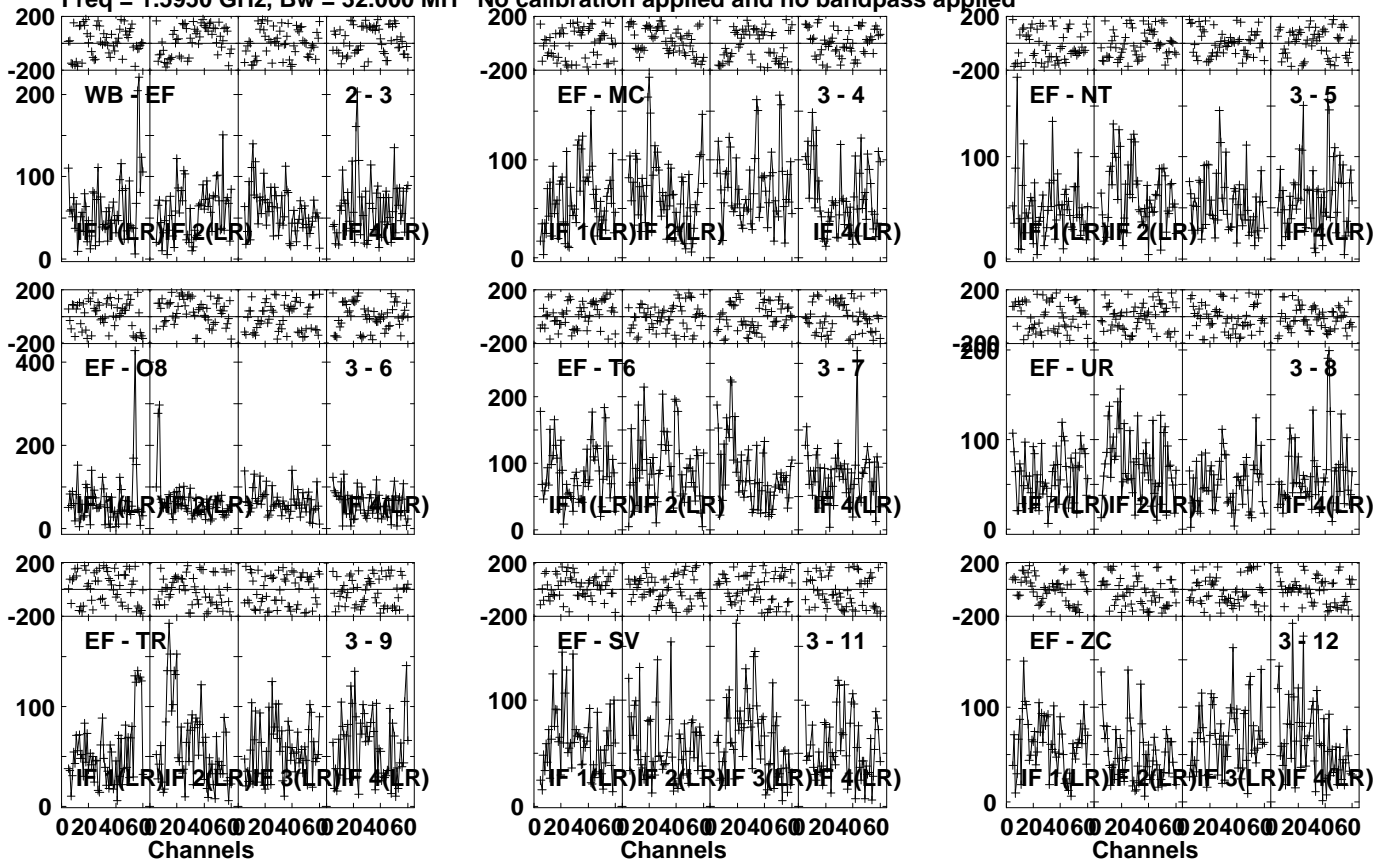 Freq = 1.5950 GHz, Bw = 32.000 MH No calibration applied and no bandpass applied
200
-200
WB - EF 2 - 3
200
100
0
IF 1(LR) IF 2(LR) IF 4(LR)
200
-200
EF - MC 3 - 4
100
0
IF 1(LR) IF 2(LR) IF 4(LR)
200
-200
EF - NT 3 - 5
100
0
IF 1(LR) IF 2(LR) IF 4(LR)
200
-200
400
EF - O8 3 - 6
200
0
IF 1(LR) IF 2(LR) IF 4(LR)
200
-200
EF - T6 3 - 7
200
100
0
IF 1(LR) IF 2(LR) IF 4(LR)
200
-200
200
EF - UR 3 - 8
100
0
IF 1(LR) IF 2(LR) IF 4(LR)
200
-200
EF - TR 3 - 9
100
0
IF 1(LR) IF 2(LR) IF 3(LR) IF 4(LR)
0 20 40 60 0 20 40 60 0 20 40 60 0 20 40 60
Channels
200
-200
EF - SV 3 - 11
100
0
IF 1(LR) IF 2(LR) IF 3(LR) IF 4(LR)
0 20 40 60 0 20 40 60 0 20 40 60 0 20 40 60
Channels
200
-200
EF - ZC 3 - 12
100
0
IF 1(LR) IF 2(LR) IF 3(LR) IF 4(LR)
0 20 40 60 0 20 40 60 0 20 40 60 0 20 40 60
Channels